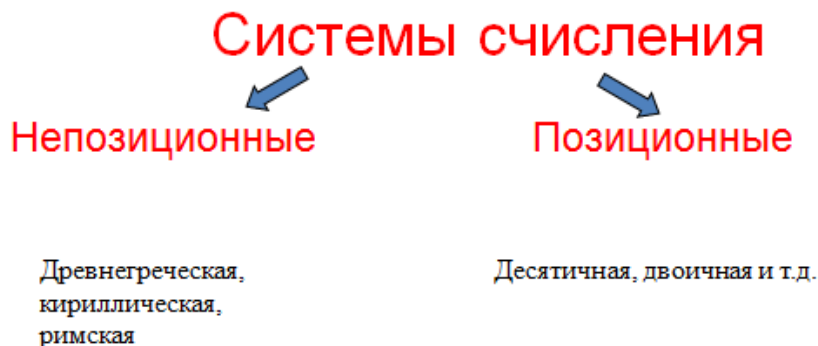 Системы счисления
Непозиционные
Позиционные
Древнегреческая,
кириллическая,
римская
Десятичная, двоичная и т.д.